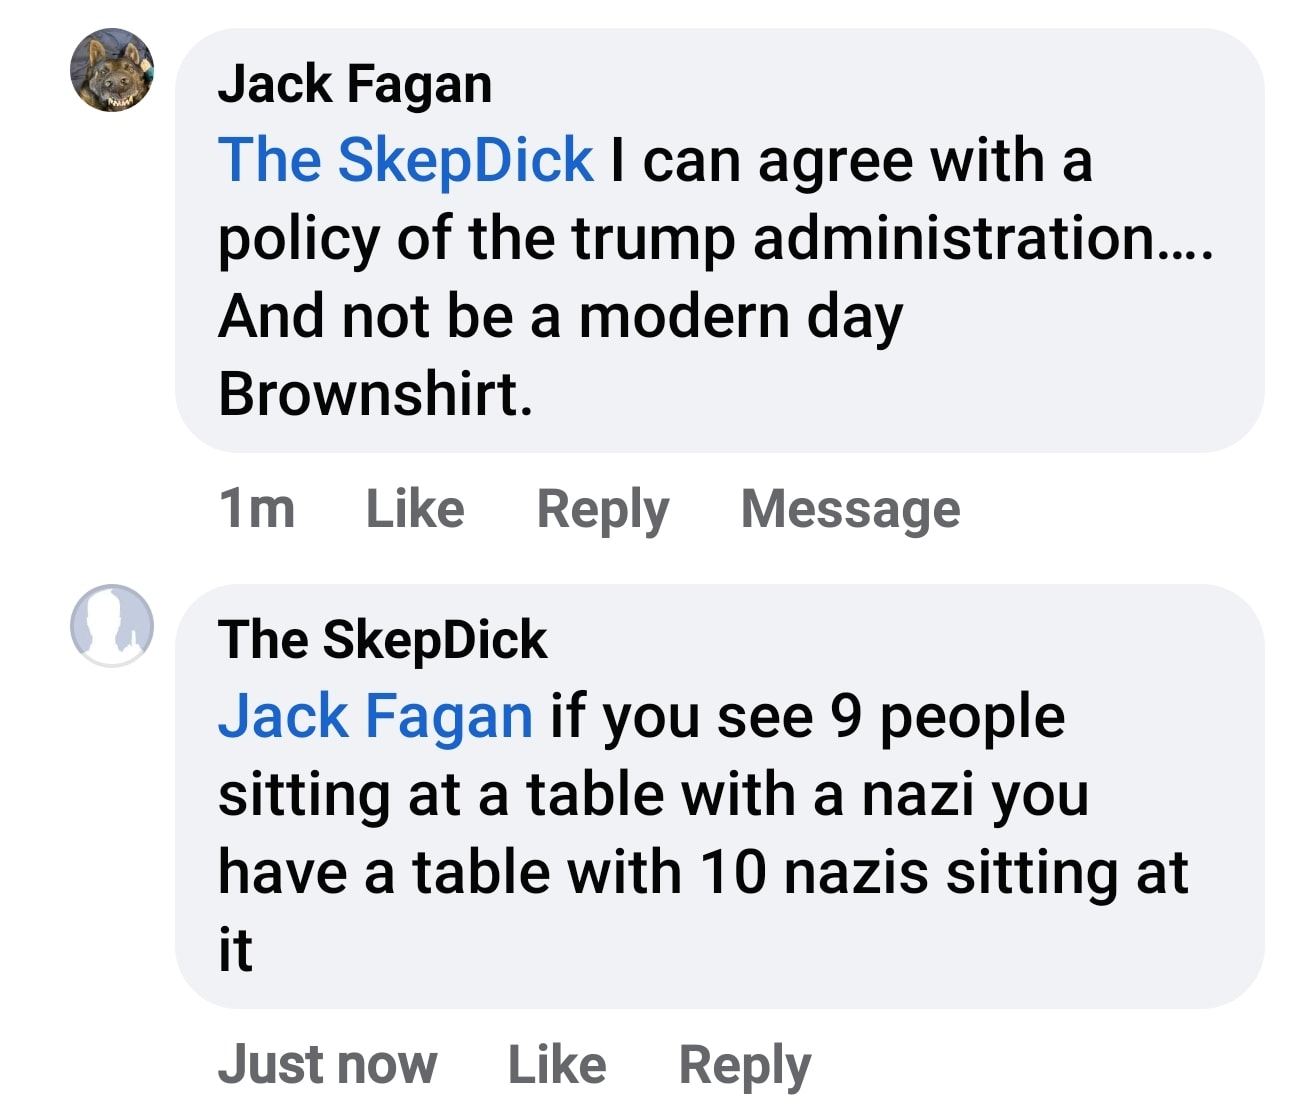 Jack Fagan
The SkepDick I can agree with a
policy of the trump administration....
And not be a modern day
Brownshirt.
1m Like Reply Message
The SkepDick
Jack Fagan if you see 9 people
sitting at a table with a nazi you
have a table with 10 nazis sitting at
it
Just now Like Reply